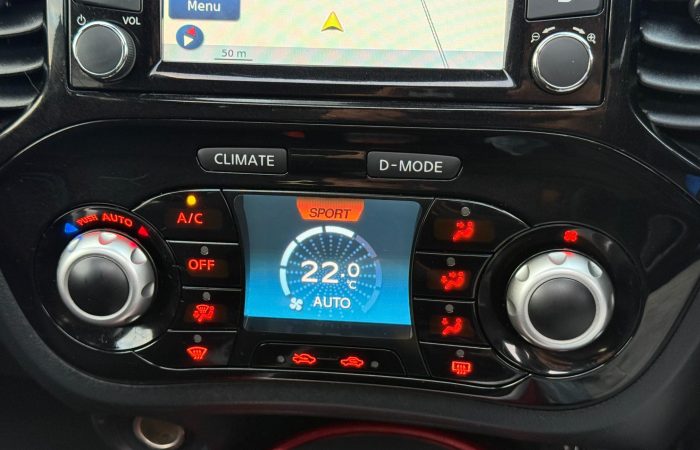 Menu
VOL
50 m
CLIMATE
D-MODE
PUSH AUTO
A/C
SPORT
OFF
22.0
°C
AUTO